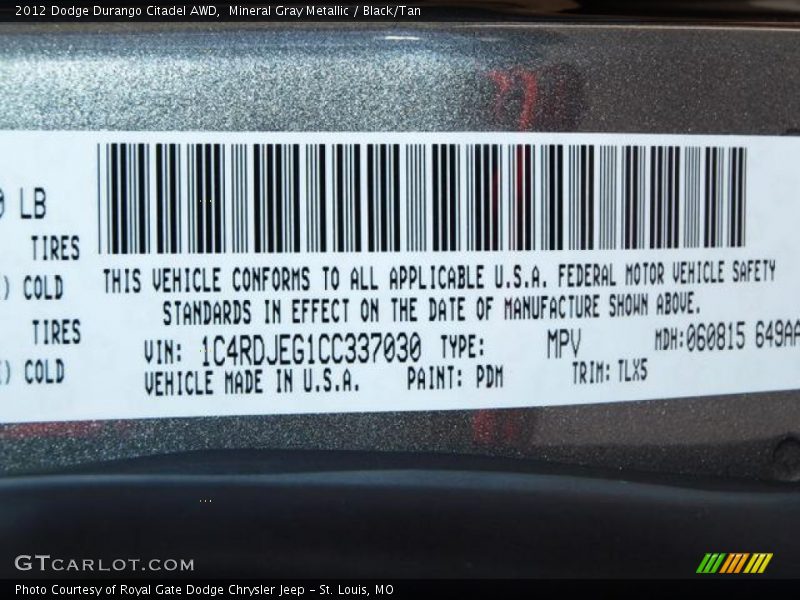 2012 Dodge Durango Citadel AWD, Mineral Gray Metallic / Black/Tan
LB
TIRES
COLD
TIRES
COLD
THIS VEHICLE CONFORMS TO ALL APPLICABLE U.S.A. FEDERAL MOTOR VEHICLE SAFETY
STANDARDS IN EFFECT ON THE DATE OF MANUFACTURE SHOWN ABOVE.
VIN: 1C4RDJEG1CC337030 TYPE: MPV MDH:060815 649AA
VEHICLE MADE IN U.S.A. PAINT: PDM TRIM: TLX5
GTCARLOT.COM
Photo Courtesy of Royal Gate Dodge Chrysler Jeep - St. Louis, MO